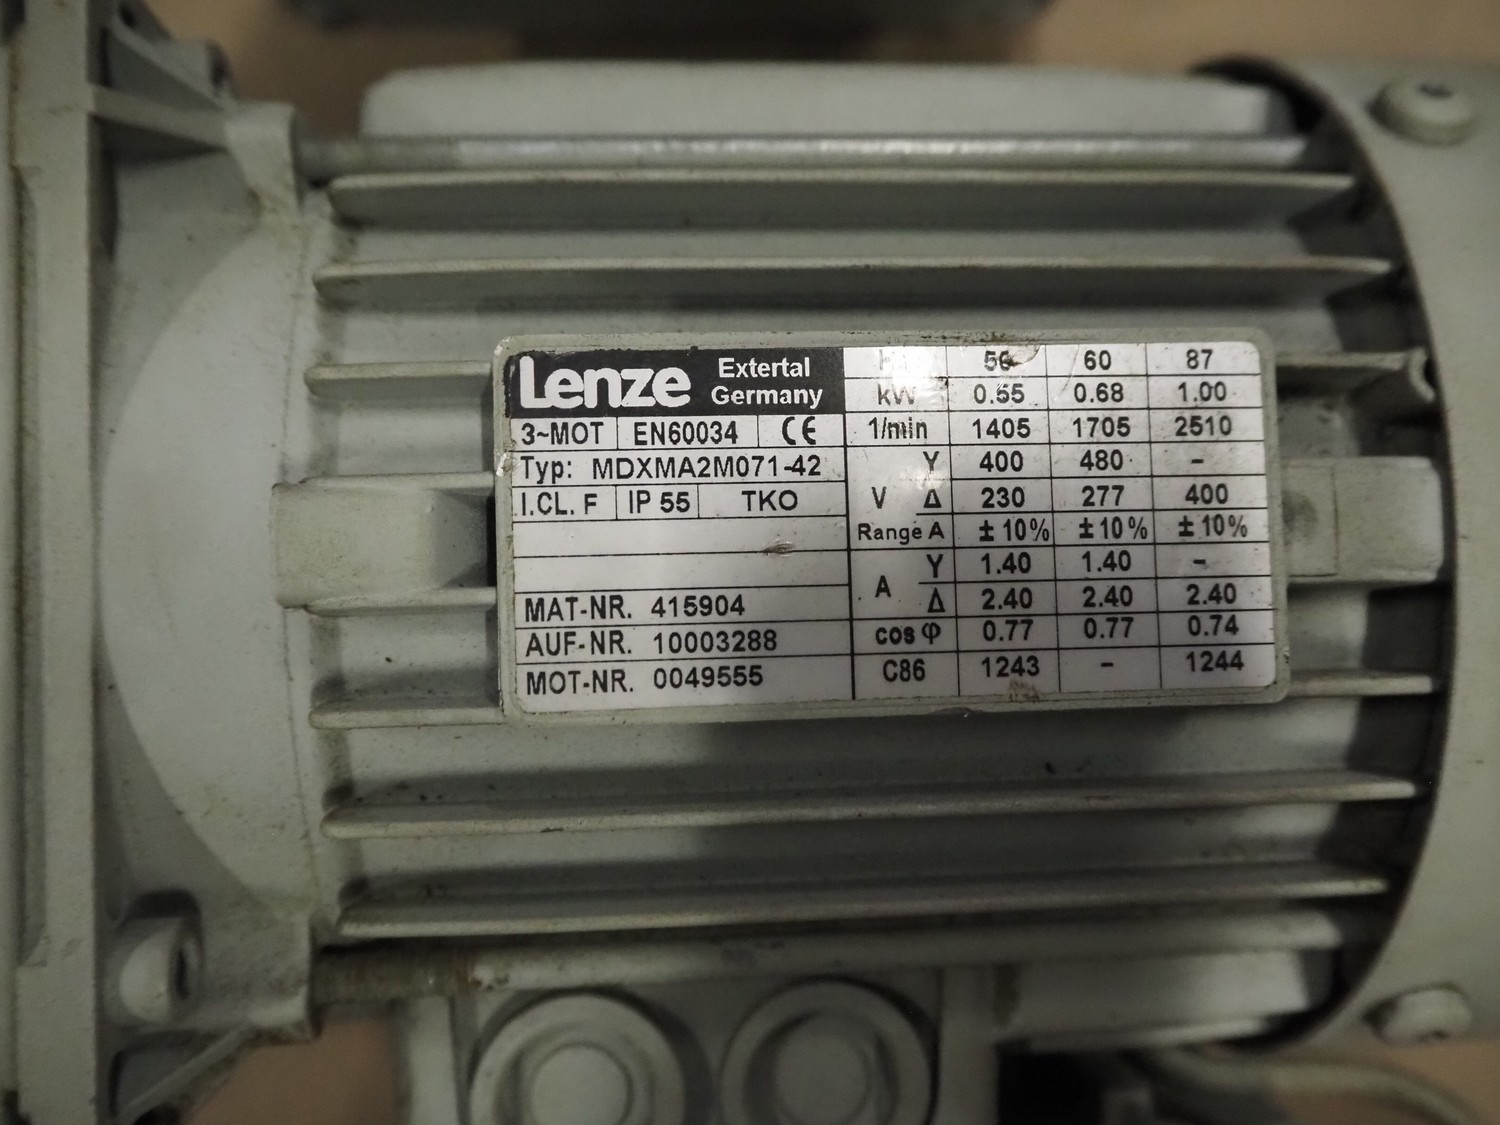 Lenze Extertal Germany
3~MOT EN60034 CE
Typ: MDXMA2M071-42
I.CL. F IP 55 TKO
MAT-NR. 415904
AUF-NR. 10003288
MOT-NR. 0049555
50 60 87
kW 0.55 0.68 1.00
1/min 1405 1705 2510
V Y 400 480 -
Δ 230 277 400
Range A ±10% ±10% ±10%
A Y 1.40 1.40 -
Δ 2.40 2.40 2.40
cos φ 0.77 0.77 0.74
C86 1243 - 1244